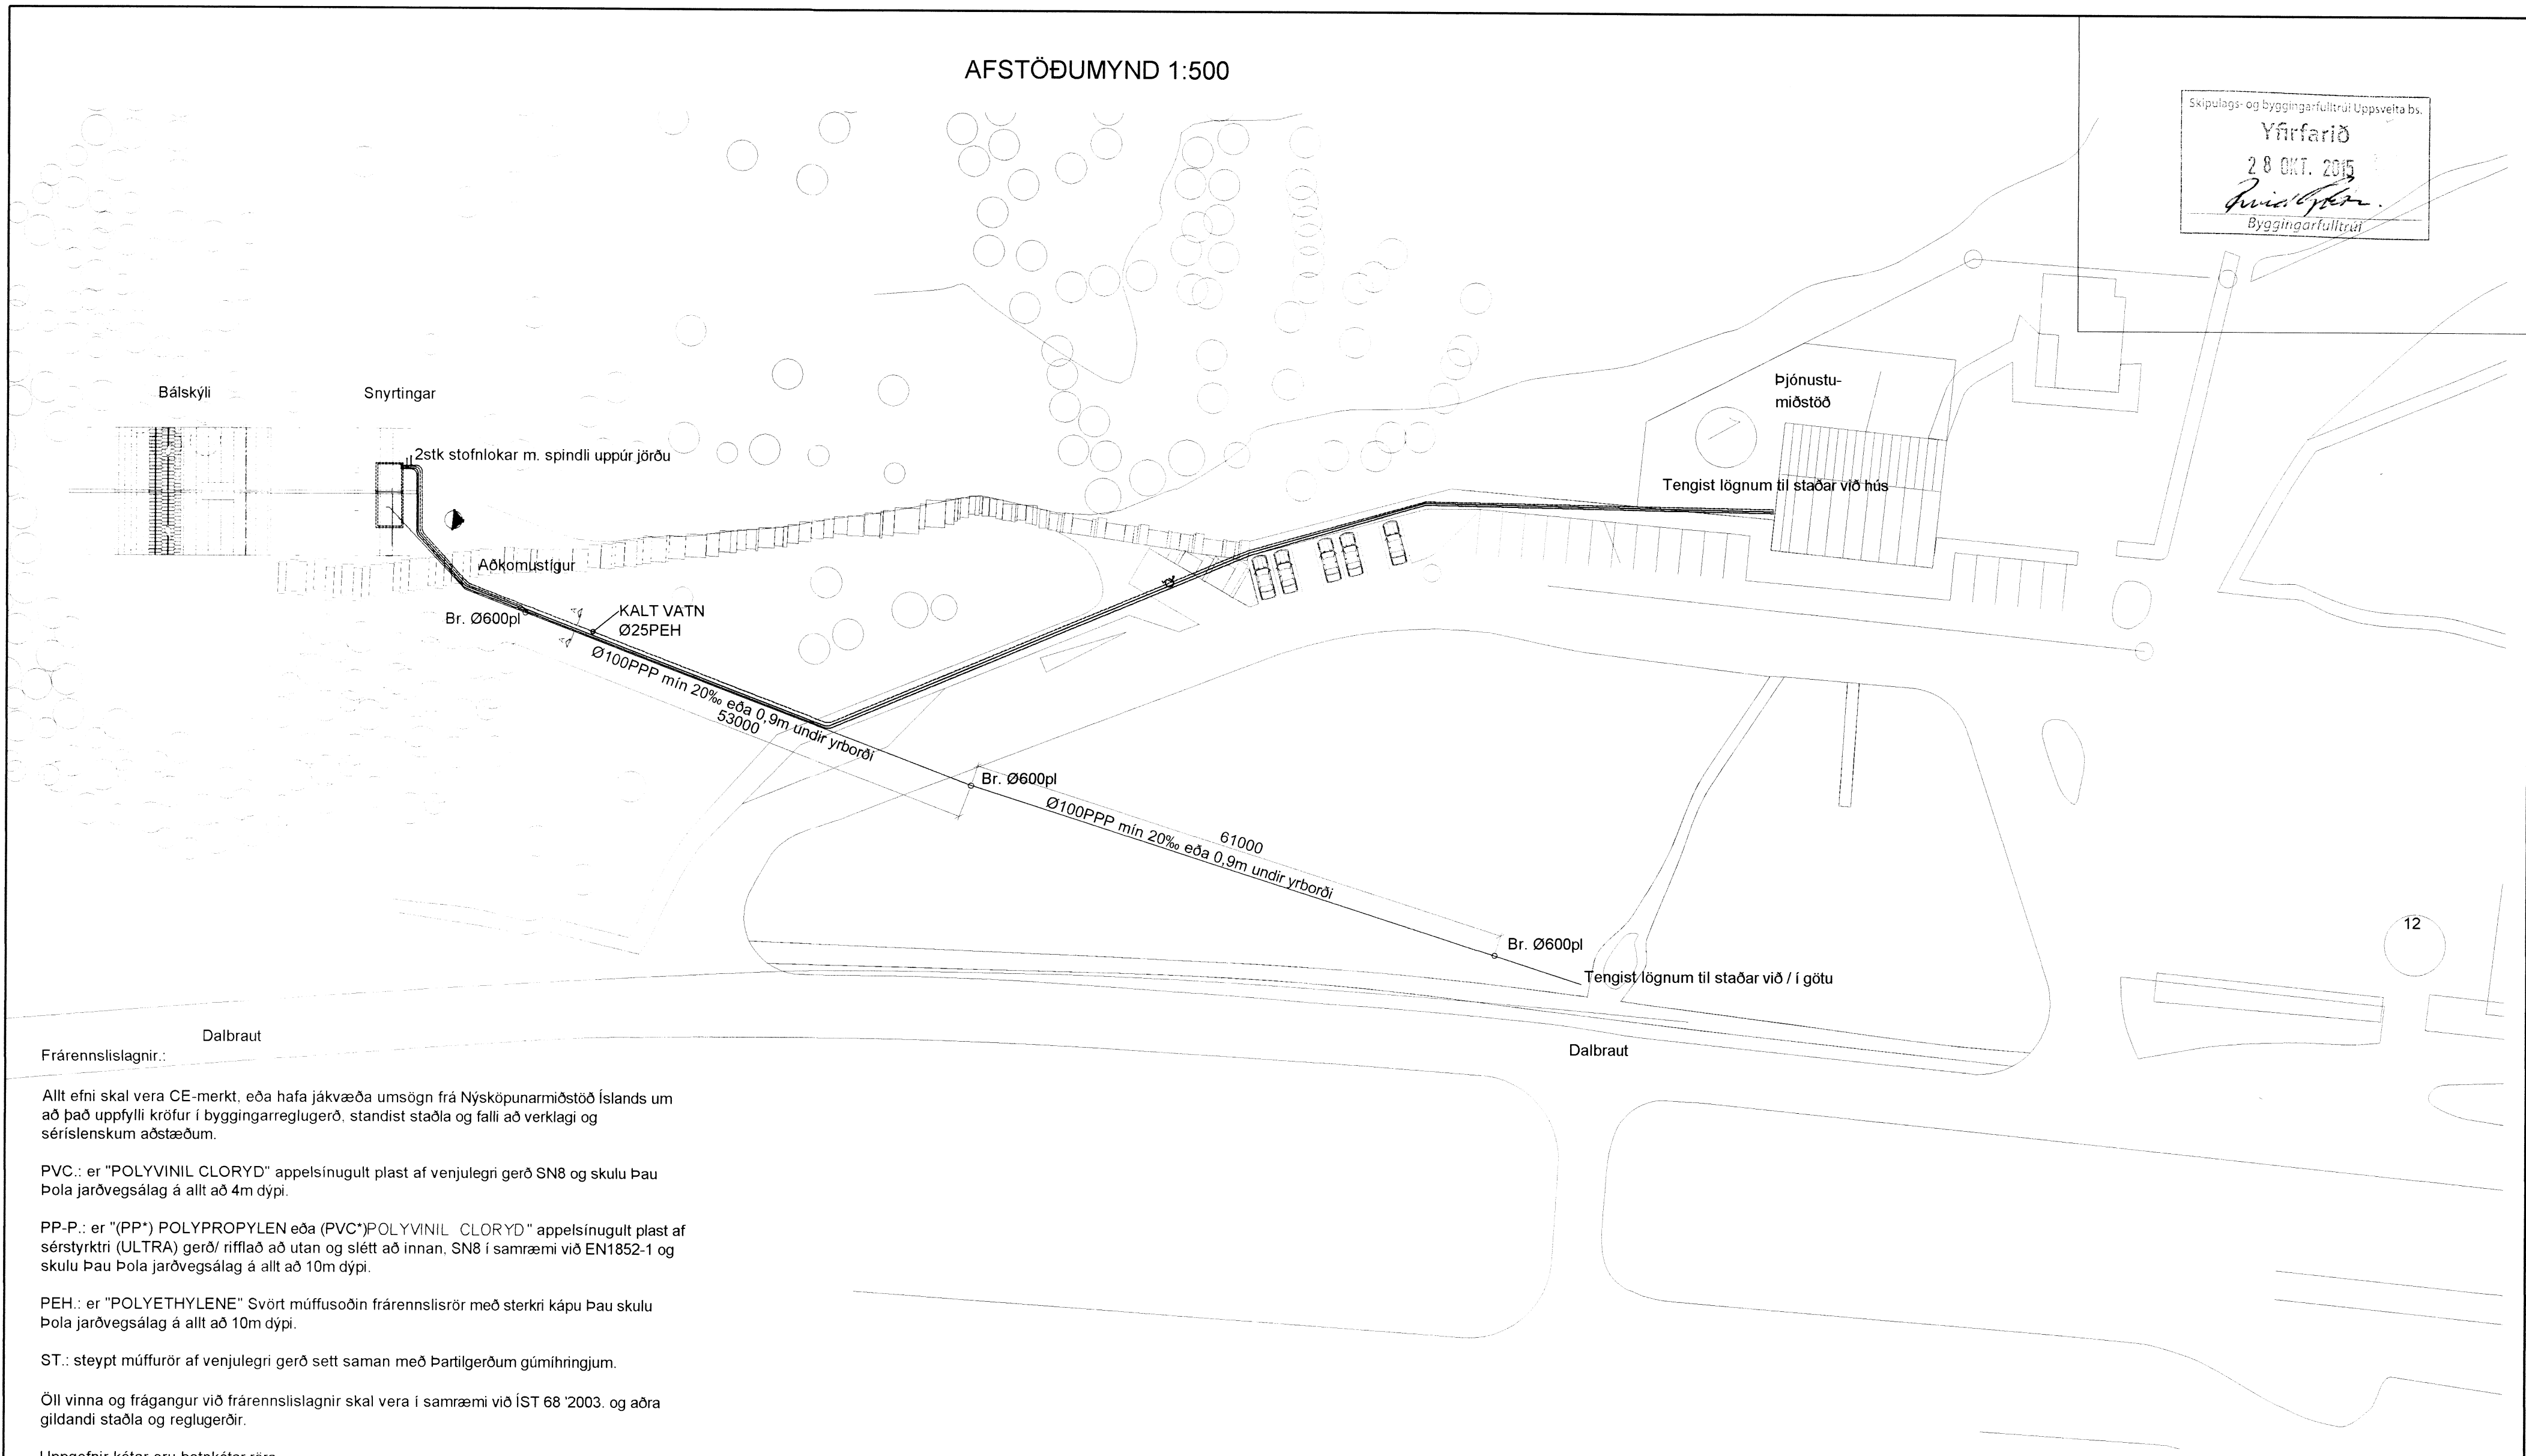 AFSTÖÐUMYND 1:500
Skipulags- og byggingarfulltrúi Uppsveita bs.
Yfirfarið
28 OKT. 2015
Byggingarfulltrúi
Bálskýli
Snyrtingar
2stk stofnlokar m. spindli uppúr jörðu
Þjónustu-
miðstöð
Tengist lögnum til staðar við hús
Aðkomustígur
Br. Ø600pl
KALT VATN
Ø25PEH
Ø100PPP mín 20‰ eða 0,9m undir yrborði
53000
Br. Ø600pl
61000
Ø100PPP mín 20‰ eða 0,9m undir yrborði
Br. Ø600pl
Tengist lögnum til staðar við / í götu
12
Dalbraut
Dalbraut
Frárennslislagnir.:
Allt efni skal vera CE-merkt, eða hafa jákvæða umsögn frá Nýsköpunarmiðstöð Íslands um
að það uppfylli kröfur í byggingarreglugerð, standist staðla og falli að verklagi og
séríslenskum aðstæðum.
PVC.: er "POLYVINIL CLORYD" appelsínugult plast af venjulegri gerð SN8 og skulu Þau
Þola jarðvegsálag á allt að 4m dýpi.
PP-P.: er "(PP*) POLYPROPYLEN eða (PVC*)POLYVINIL CLORYD" appelsínugult plast af
sérstyrktri (ULTRA) gerð/ rifflað að utan og slétt að innan, SN8 í samræmi við EN1852-1 og
skulu Þau Þola jarðvegsálag á allt að 10m dýpi.
PEH.: er "POLYETHYLENE" Svört múffusoðin frárennslisrör með sterkri kápu Þau skulu
Þola jarðvegsálag á allt að 10m dýpi.
ST.: steypt múffurör af venjulegri gerð sett saman með Þartilgerðum gúmíhringjum.
Öll vinna og frágangur við frárennslislagnir skal vera í samræmi við ÍST 68 '2003. og aðra
gildandi staðla og reglugerðir.